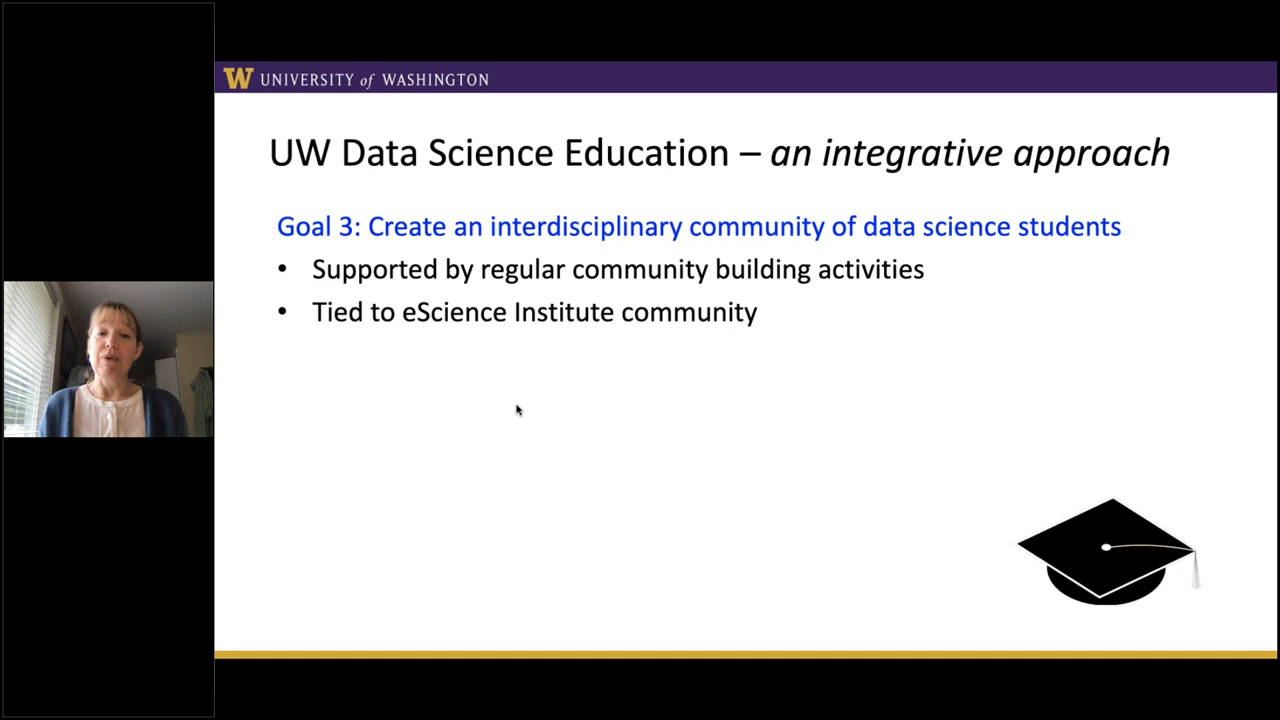 W UNIVERSITY of WASHINGTON
UW Data Science Education – an integrative approach
Goal 3: Create an interdisciplinary community of data science students
• Supported by regular community building activities
• Tied to eScience Institute community